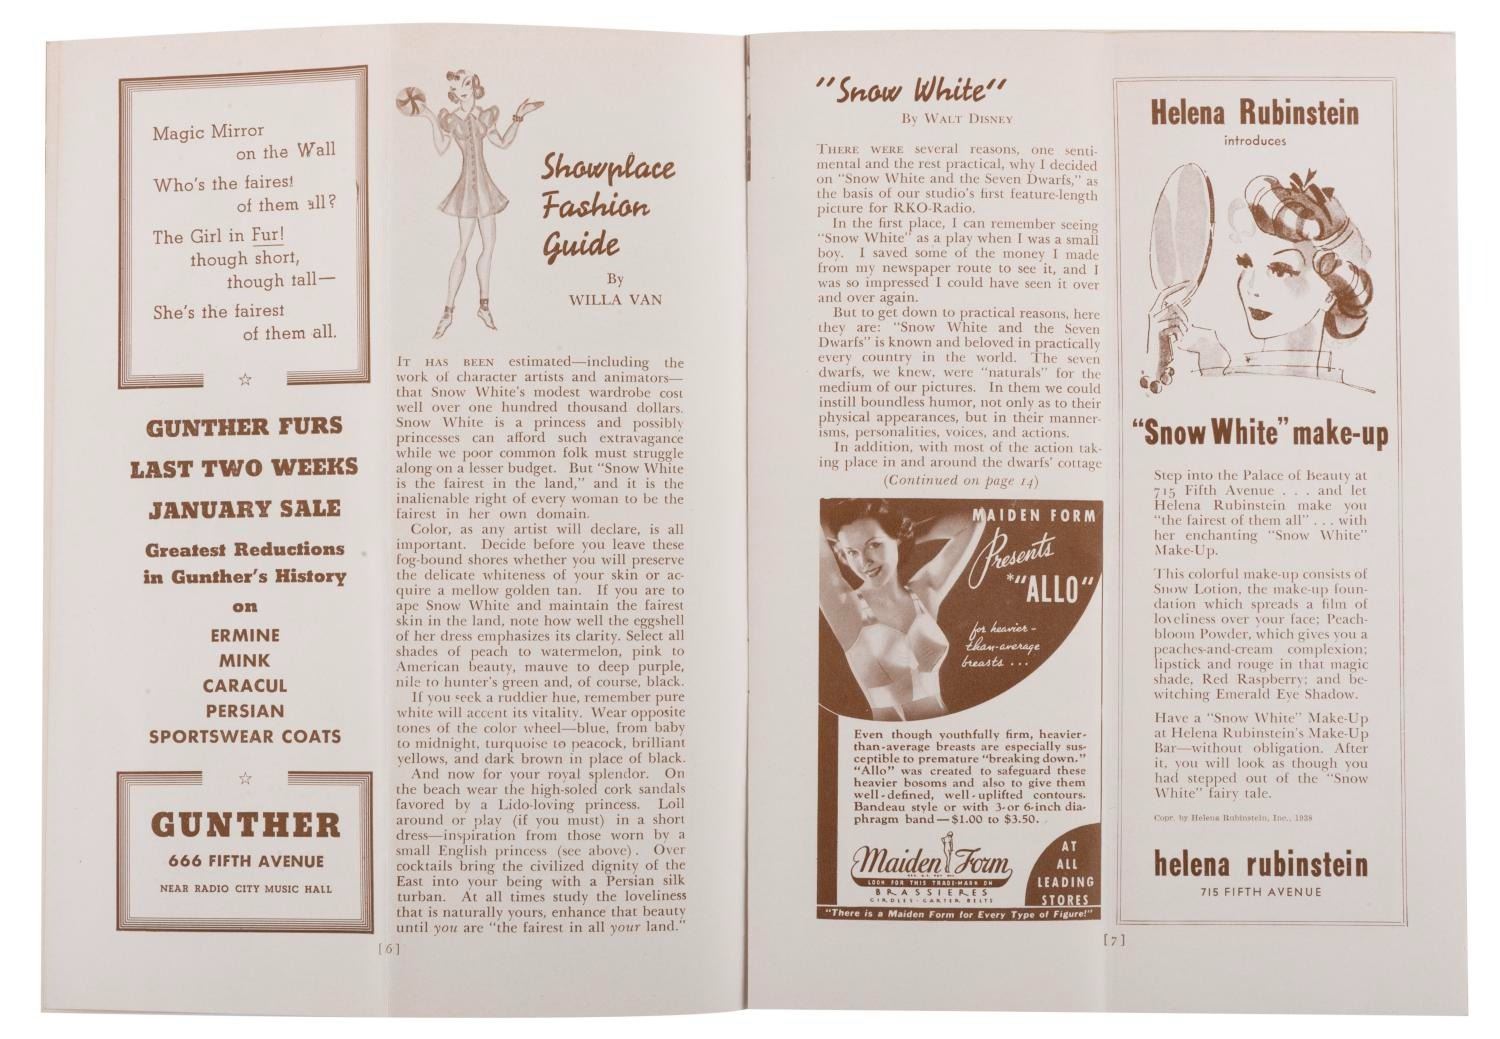 Magic Mirror
on the Wall
Who's the fairest
of them all?
The Girl in Fur!
though short,
though tall—
She's the fairest
of them all.
GUNTHER FURS
LAST TWO WEEKS
JANUARY SALE
Greatest Reductions
in Gunther's History
on
ERMINE
MINK
CARACUL
PERSIAN
SPORTSWEAR COATS
GUNTHER
666 FIFTH AVENUE
NEAR RADIO CITY MUSIC HALL
Showplace
Fashion
Guide
By
WILLA VAN
IT HAS BEEN estimated—including the
work of character artists and animators—
that Snow White's modest wardrobe cost
well over one hundred thousand dollars.
Snow White is a princess and possibly
princesses can afford such extravagance
while we poor common folk must struggle
along on a lesser budget. But "Snow White
is the fairest in the land," and it is the
inalienable right of every woman to be the
fairest in her own domain.
Color, as any artist will declare, is all
important. Decide before you leave these
fog-bound shores whether you will preserve
the delicate whiteness of your skin or ac-
quire a mellow golden tan. If you are to
ape Snow White and maintain the fairest
skin in the land, note how well the eggshell
of her dress emphasizes its clarity. Select all
shades of peach to watermelon, pink to
American beauty, mauve to deep purple,
nile to hunter's green and, of course, black.
If you seek a ruddier hue, remember pure
white will accent its vitality. Wear opposite
tones of the color wheel—blue, from baby
to midnight, turquoise to peacock, brilliant
yellows, and dark brown in place of black.
And now for your royal splendor. On
the beach wear the high-soled cork sandals
favored by a Lido-loving princess. Loll
around or play (if you must) in a short
dress—inspiration from those worn by a
small English princess (see above). Over
cocktails bring the civilized dignity of the
East into your being with a Persian silk
turban. At all times study the loveliness
that is naturally yours, enhance that beauty
until you are "the fairest in all your land."
[ 6 ]
"Snow White"
By WALT DISNEY
THERE WERE several reasons, one senti-
mental and the rest practical, why I decided
on "Snow White and the Seven Dwarfs," as
the basis of our studio's first feature-length
picture for RKO-Radio.
In the first place, I can remember seeing
"Snow White" as a play when I was a small
boy. I saved some of the money I made
from my newspaper route to see it, and I
was so impressed I could have seen it over
and over again.
But to get down to practical reasons, here
they are: "Snow White and the Seven
Dwarfs" is known and beloved in practically
every country in the world. The seven
dwarfs, we knew, were "naturals" for the
medium of our pictures. In them we could
instill boundless humor, not only as to their
physical appearances, but in their manner-
isms, personalities, voices, and actions.
In addition, with most of the action tak-
ing place in and around the dwarfs' cottage
(Continued on page 14)
MAIDEN FORM
Presents
*"ALLO"
for heavier-
than-average
breasts . . .
Even though youthfully firm, heavier-
than-average breasts are especially sus-
ceptible to premature "breaking down."
"Allo" was created to safeguard these
heavier bosoms and also to give them
well-defined, well-uplifted contours.
Bandeau style or with 3- or 6-inch dia-
phragm band—$1.00 to $3.50.
Maiden Form
REG. U.S. PAT. OFF.
LOOK FOR THIS TRADE-MARK ON
BRASSIERES
GIRDLES · GARTER BELTS
AT
ALL
LEADING
STORES
"There is a Maiden Form for Every Type of Figure!"
Helena Rubinstein
introduces
"Snow White" make-up
Step into the Palace of Beauty at
715 Fifth Avenue . . . and let
Helena Rubinstein make you
"the fairest of them all" . . . with
her enchanting "Snow White"
Make-Up.
This colorful make-up consists of
Snow Lotion, the make-up foun-
dation which spreads a film of
loveliness over your face; Peach-
bloom Powder, which gives you a
peaches-and-cream complexion;
lipstick and rouge in that magic
shade, Red Raspberry; and be-
witching Emerald Eye Shadow.
Have a "Snow White" Make-Up
at Helena Rubinstein's Make-Up
Bar—without obligation. After
it, you will look as though you
had stepped out of the "Snow
White" fairy tale.
Copr. by Helena Rubinstein, Inc., 1938
helena rubinstein
715 FIFTH AVENUE
[ 7 ]